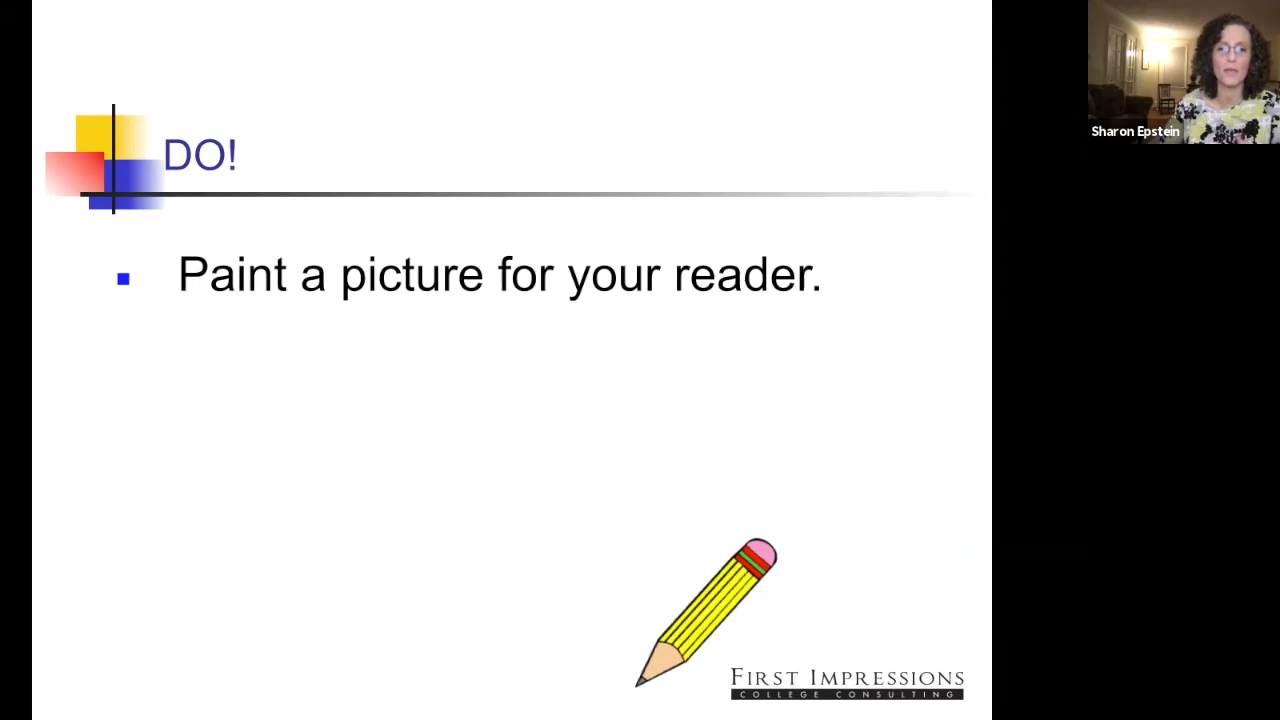 DO!
Paint a picture for your reader.
FIRST IMPRESSIONS
COLLEGE CONSULTING
Sharon Epstein